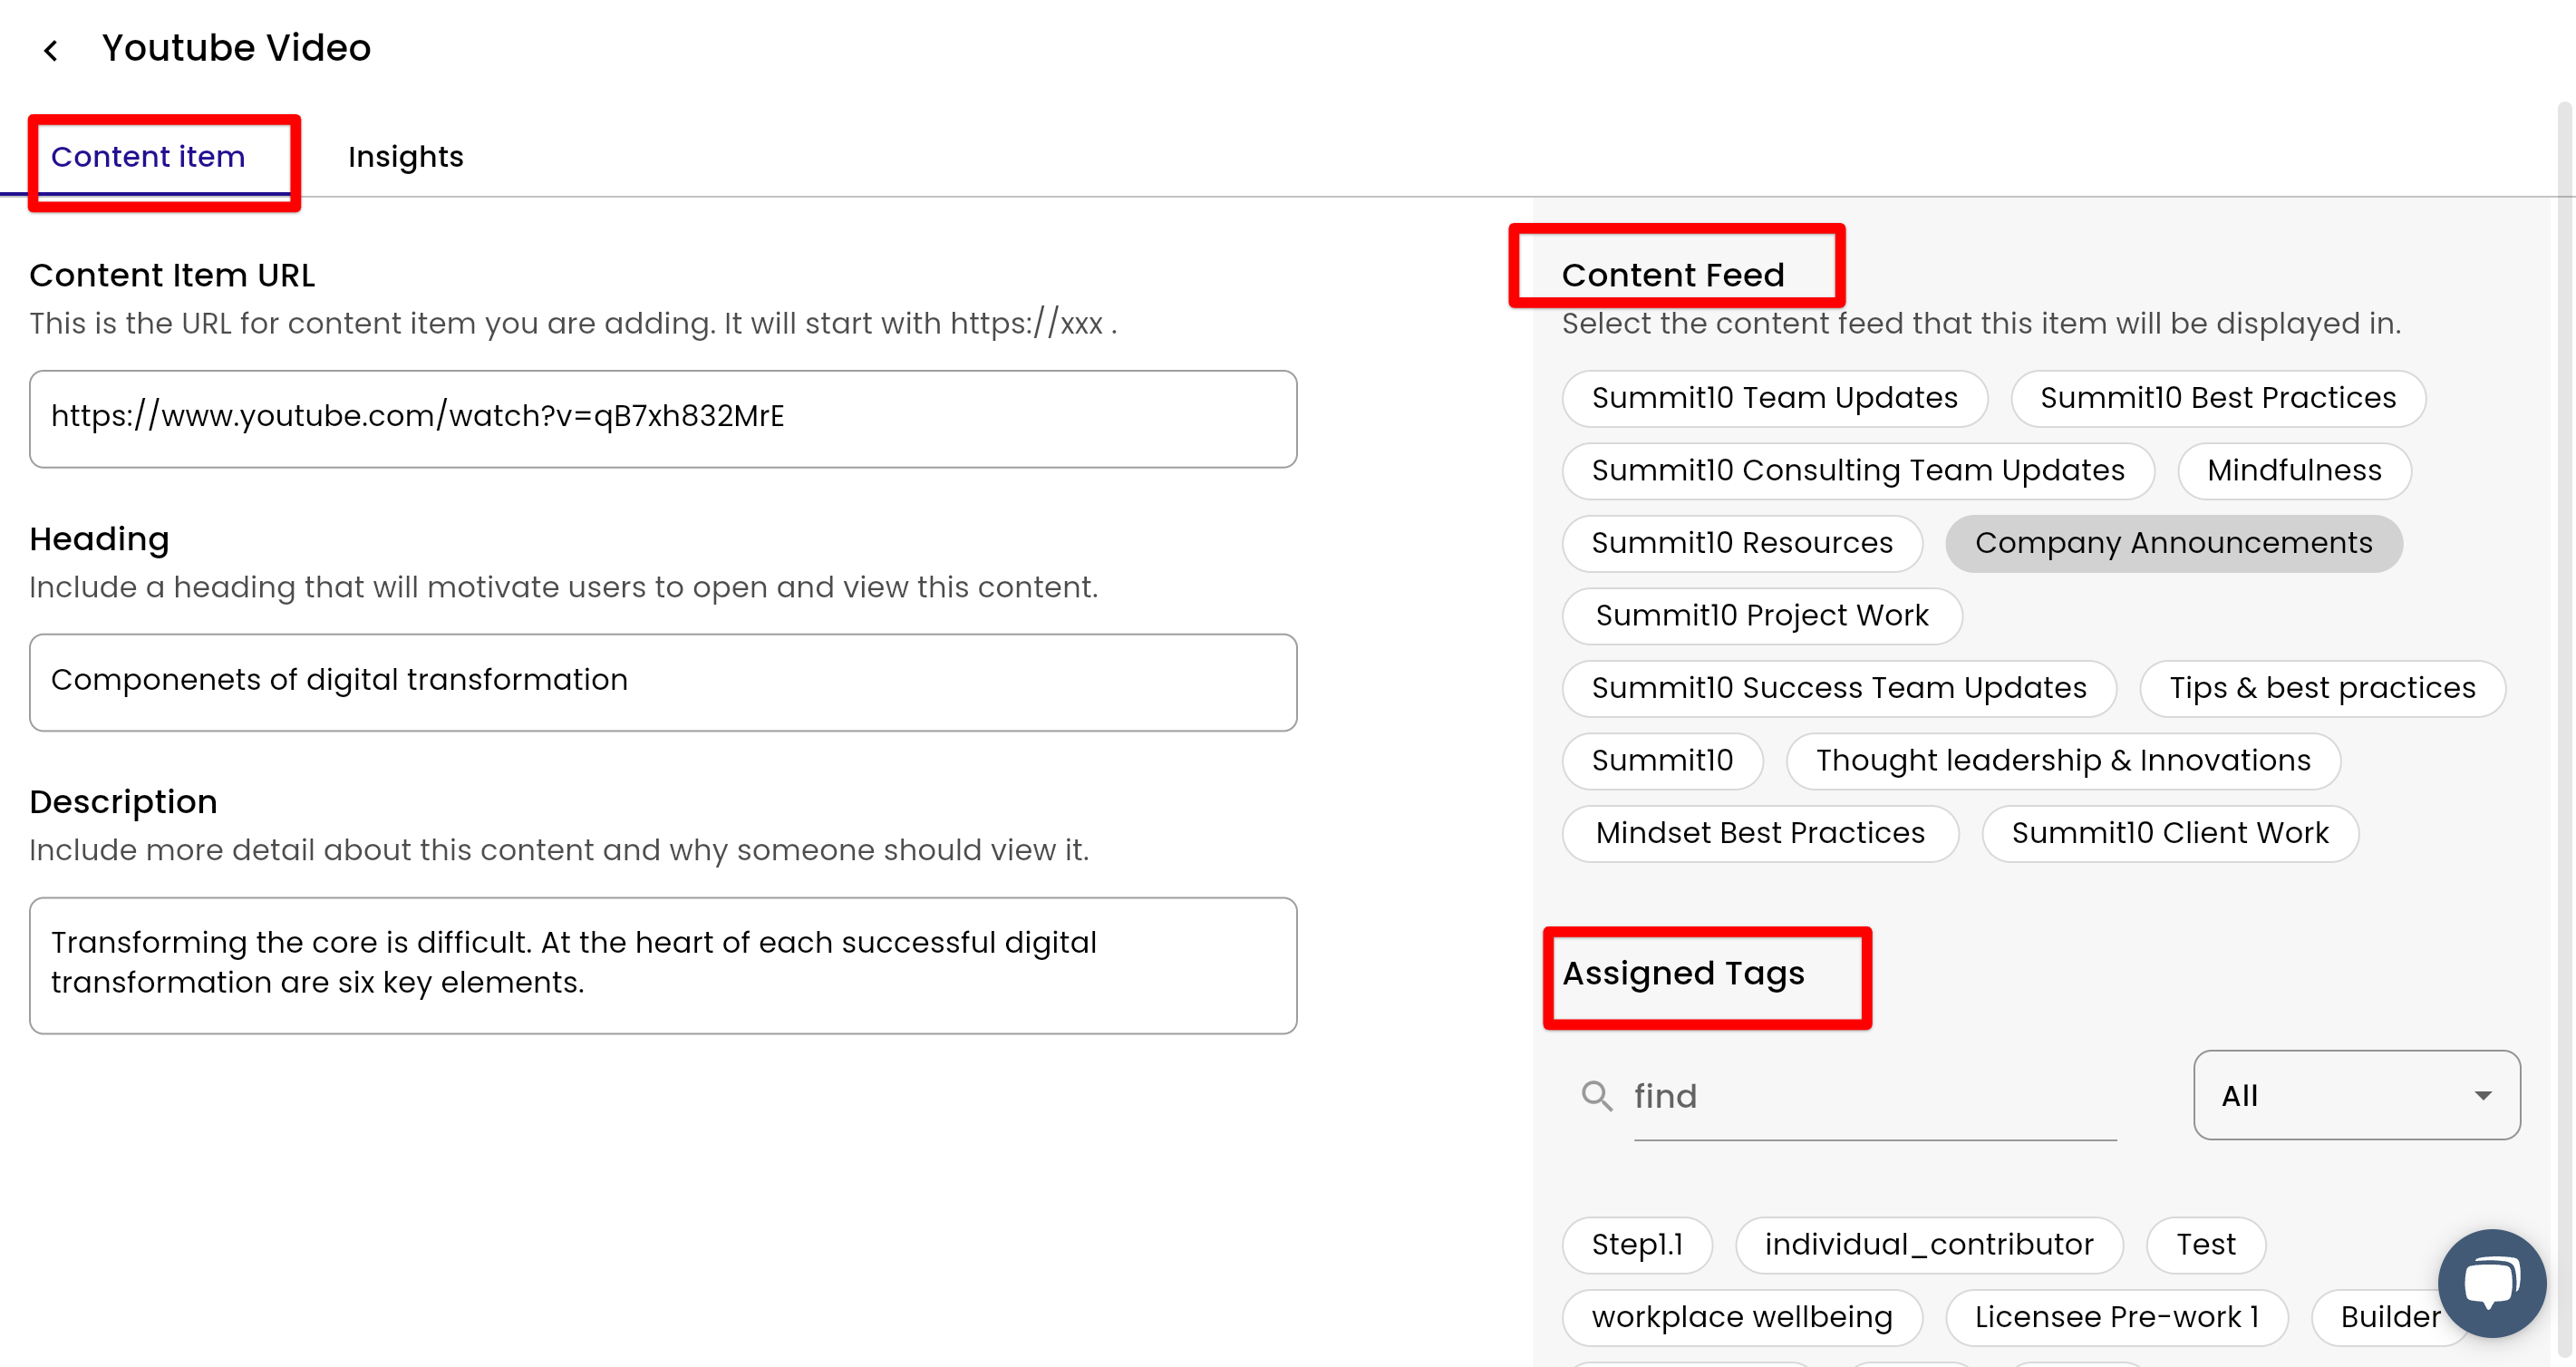 Youtube Video
Content item
Insights
Content Item URL
This is the URL for content item you are adding. It will start with https://xxx .
https://www.youtube.com/watch?v=qB7xh832MrE
Heading
Include a heading that will motivate users to open and view this content.
Componenets of digital transformation
Description
Include more detail about this content and why someone should view it.
Transforming the core is difficult. At the heart of each successful digital
transformation are six key elements.
Content Feed
Select the content feed that this item will be displayed in.
Summit10 Team Updates
Summit10 Best Practices
Summit10 Consulting Team Updates
Mindfulness
Summit10 Resources
Company Announcements
Summit10 Project Work
Summit10 Success Team Updates
Tips & best practices
Summit10
Thought leadership & Innovations
Mindset Best Practices
Summit10 Client Work
Assigned Tags
find
All
Step1.1
individual_contributor
Test
workplace wellbeing
Licensee Pre-work 1
Builder